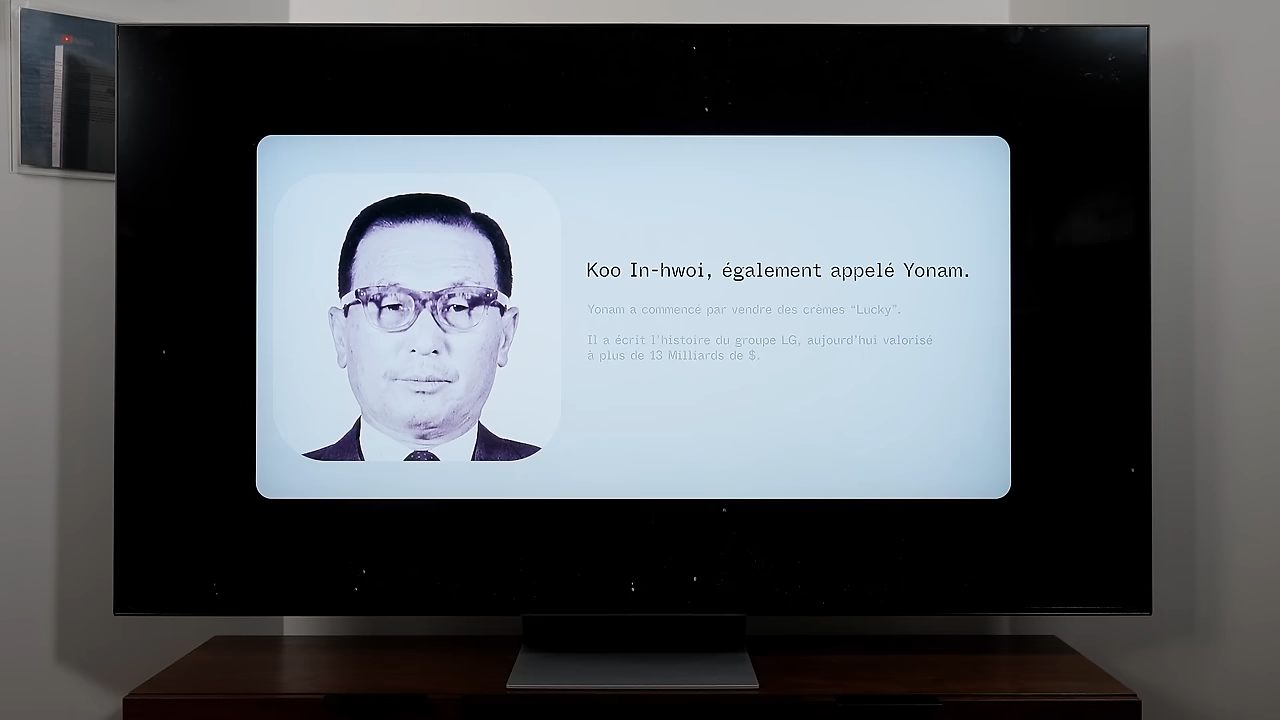 Koo In-hwoi, également appelé Yonam.
Yonam a commencé par vendre des crèmes “Lucky”.
Il a écrit l'histoire du groupe LG, aujourd'hui valorisé
à plus de 13 Milliards de $.